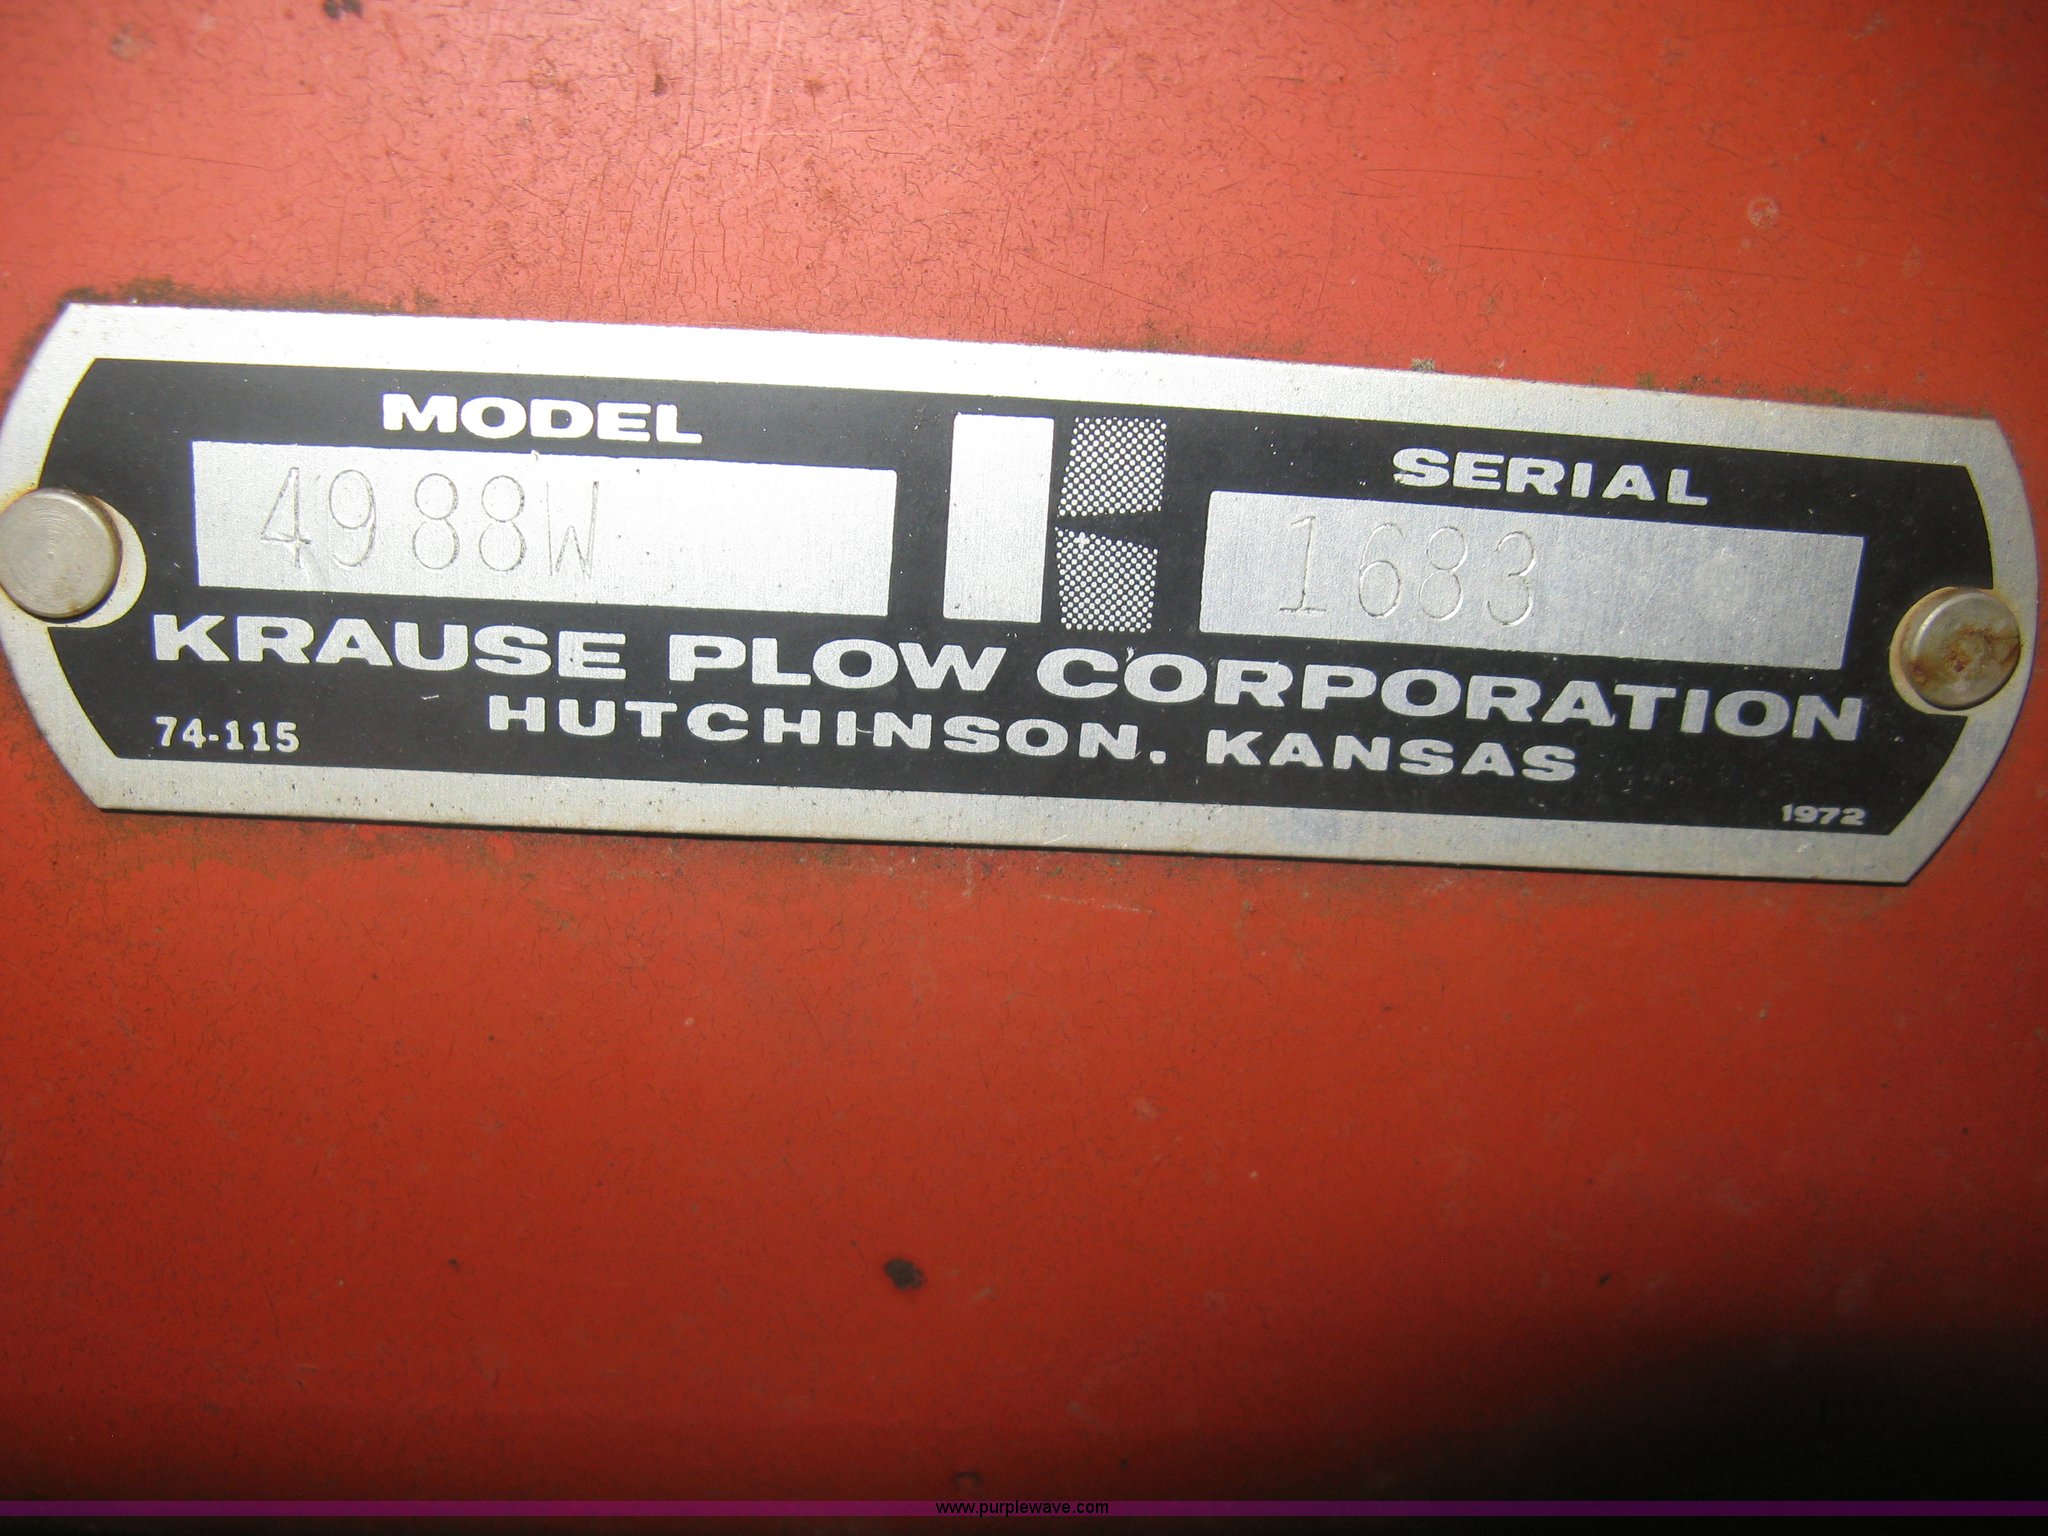 MODEL
4988W
SERIAL
1683
KRAUSE PLOW CORPORATION
HUTCHINSON, KANSAS
74-115
1972
www.purplewave.com